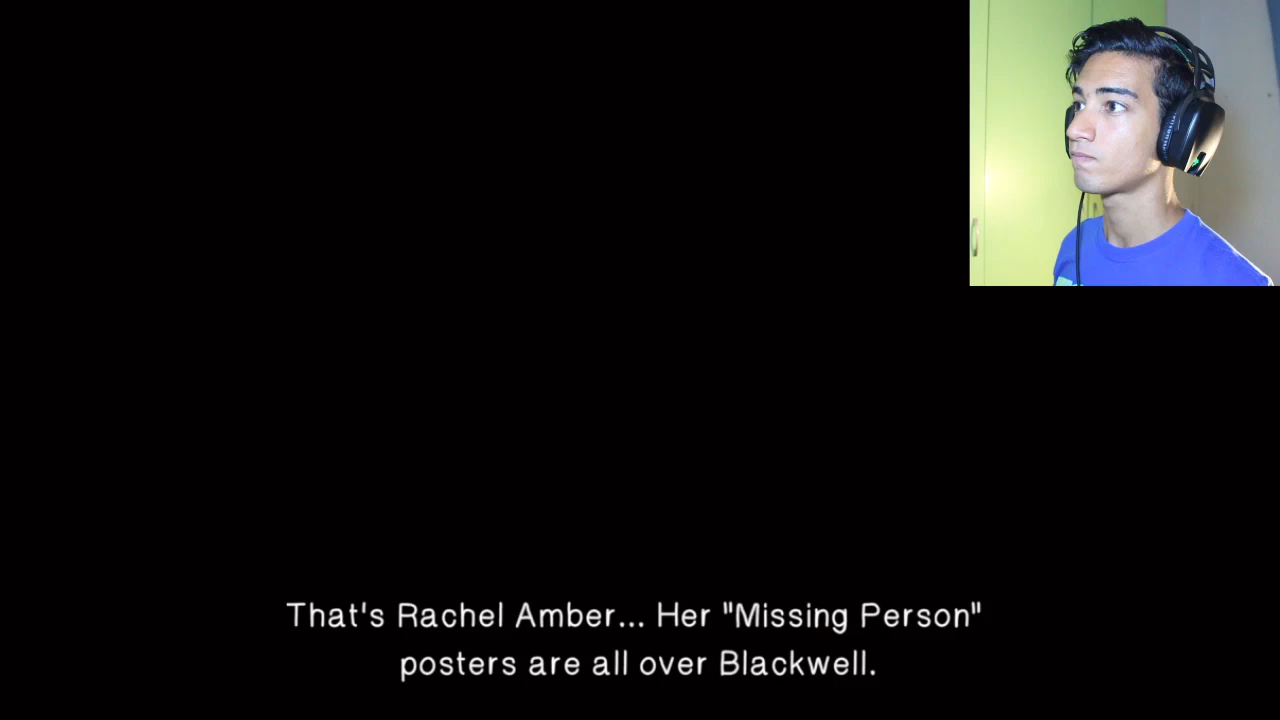 That's Rachel Amber... Her "Missing Person"
posters are all over Blackwell.